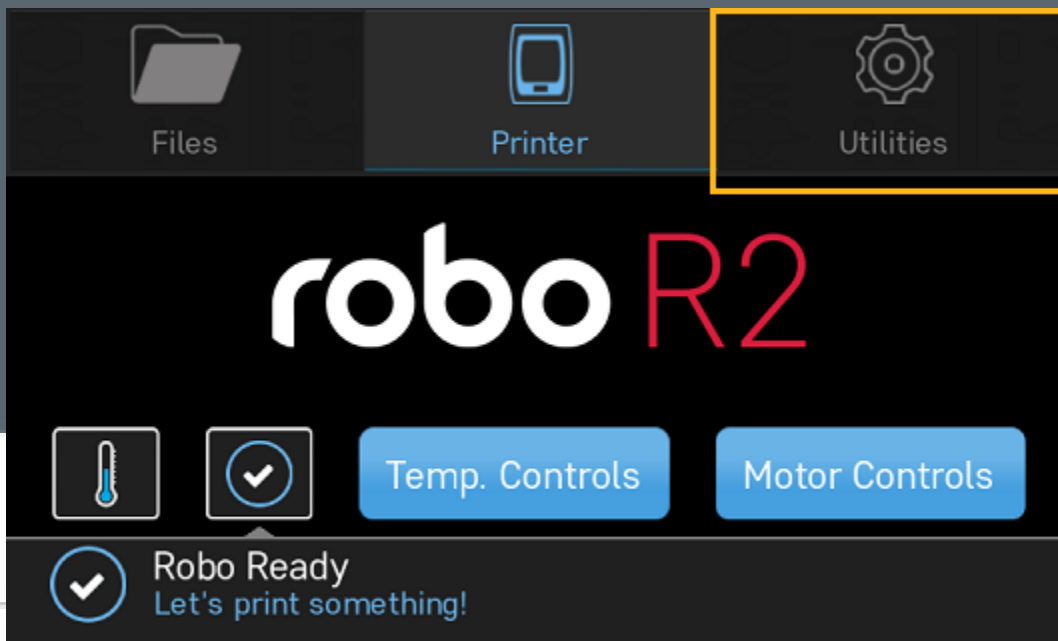 Files Printer Utilities
robo R2
Temp. Controls Motor Controls
Robo Ready
Let's print something!